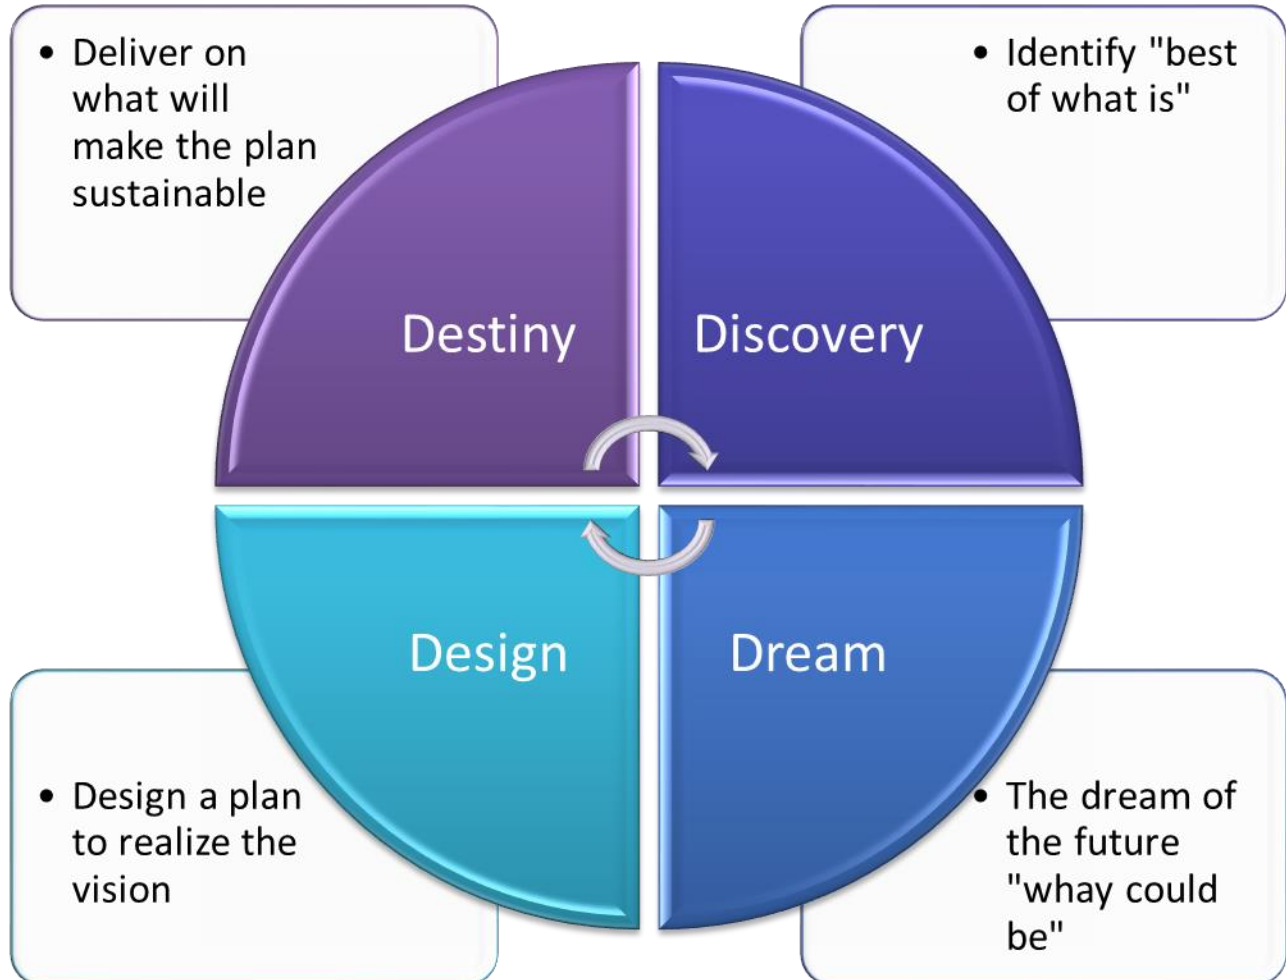 • Deliver on
what will
make the plan
sustainable
• Identify "best
of what is"
Destiny
Discovery
Design
Dream
• Design a plan
to realize the
vision
• The dream of
the future
"whay could
be"